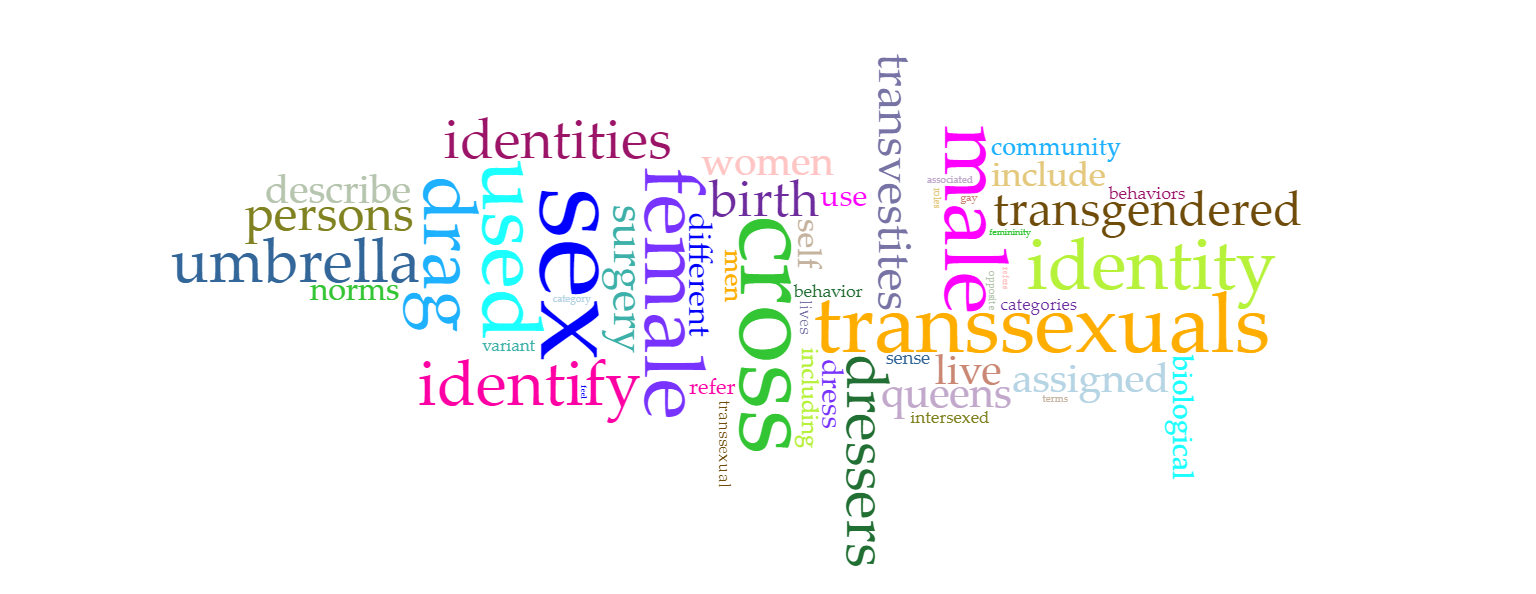 transvestites
identities
male
community
women
include
used
female
associated
describe
drag
birth
use
roles
gay
behaviors
persons
sex
surgery
different
cross
self
transgendered
femininity
umbrella
men
identity
norms
category
behavior
lives
opposite
categories
variant
transsexuals
identify
feel
refer
including
dress
dressers
sense
live
assigned
biological
queens
terms
transsexual
intersexed